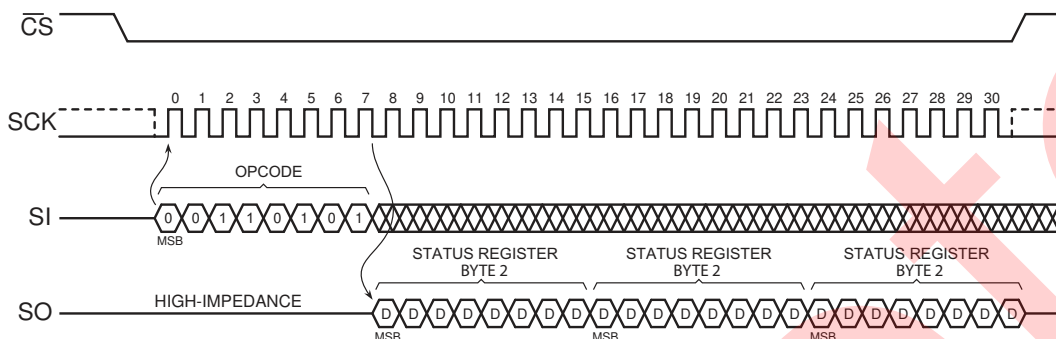 CS
SCK
0 1 2 3 4 5 6 7 8 9 10 11 12 13 14 15 16 17 18 19 20 21 22 23 24 25 26 27 28 29 30
OPCODE
SI
0 0 1 1 0 1 0 1
MSB
STATUS REGISTER BYTE 2
STATUS REGISTER BYTE 2
STATUS REGISTER BYTE 2
SO
HIGH-IMPEDANCE
D D D D D D D D D D D D D D D D D D D D D D D D
MSB MSB MSB